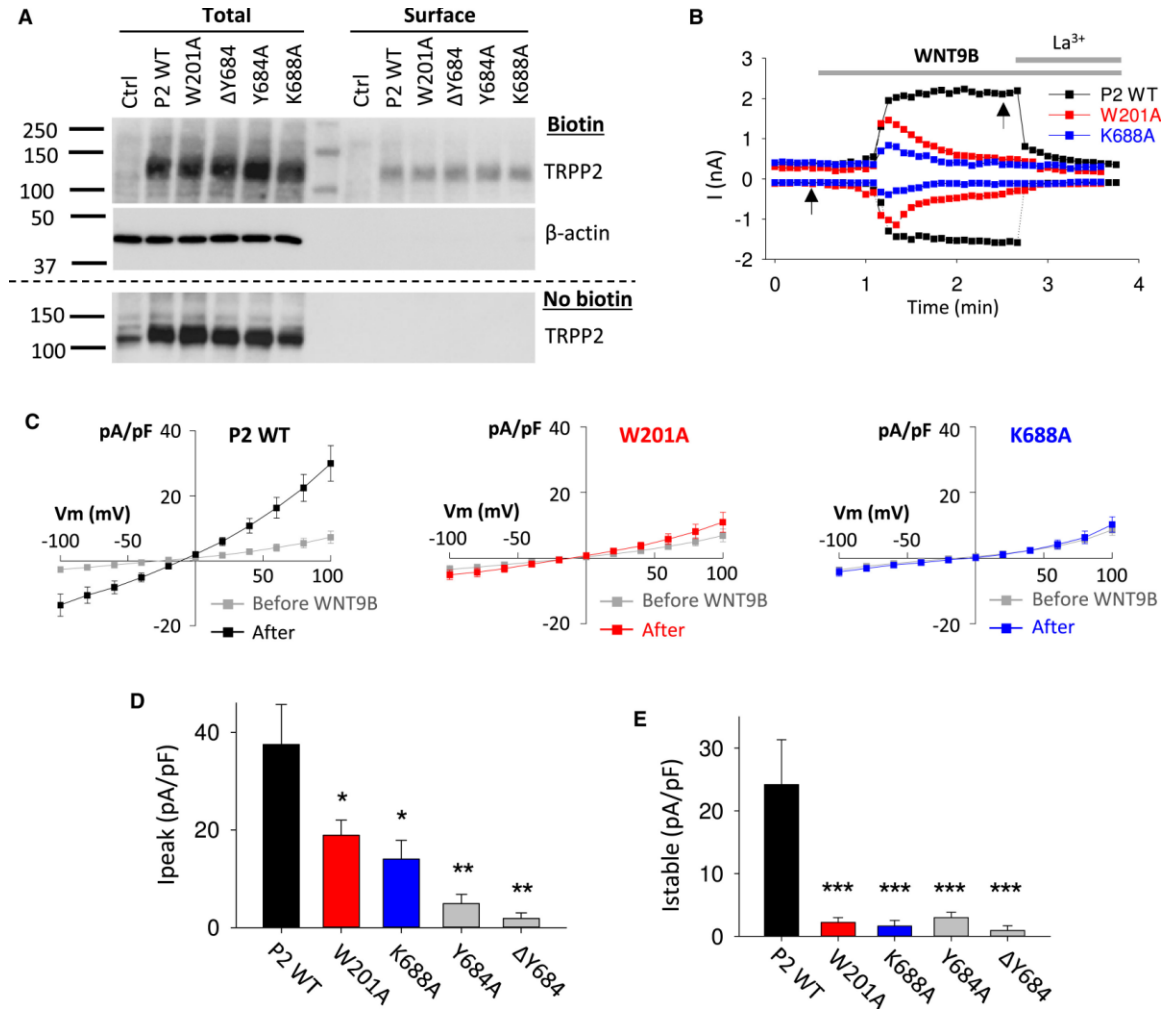 A
Total
Surface
Ctrl
P2 WT
W201A
ΔY684
Y684A
K688A
Ctrl
P2 WT
W201A
ΔY684
Y684A
K688A
250
150
100
Biotin
TRPP2
50
37
β-actin
No biotin
150
100
TRPP2
B
La³⁺
WNT9B
3
2
1
0
-1
-2
I (nA)
P2 WT
W201A
K688A
0
1
2
3
4
Time (min)
C
pA/pF
40
P2 WT
20
Vm (mV)
-100
-50
50
100
-20
Before WNT9B
After
pA/pF
40
W201A
20
Vm (mV)
-100
-50
50
100
-20
Before WNT9B
After
pA/pF
40
K688A
20
Vm (mV)
-100
-50
50
100
-20
Before WNT9B
After
D
Ipeak (pA/pF)
40
20
0
*
*
**
**
P2 WT
W201A
K688A
Y684A
ΔY684
E
Istable (pA/pF)
30
20
10
0
***
***
***
***
P2 WT
W201A
K688A
Y684A
ΔY684